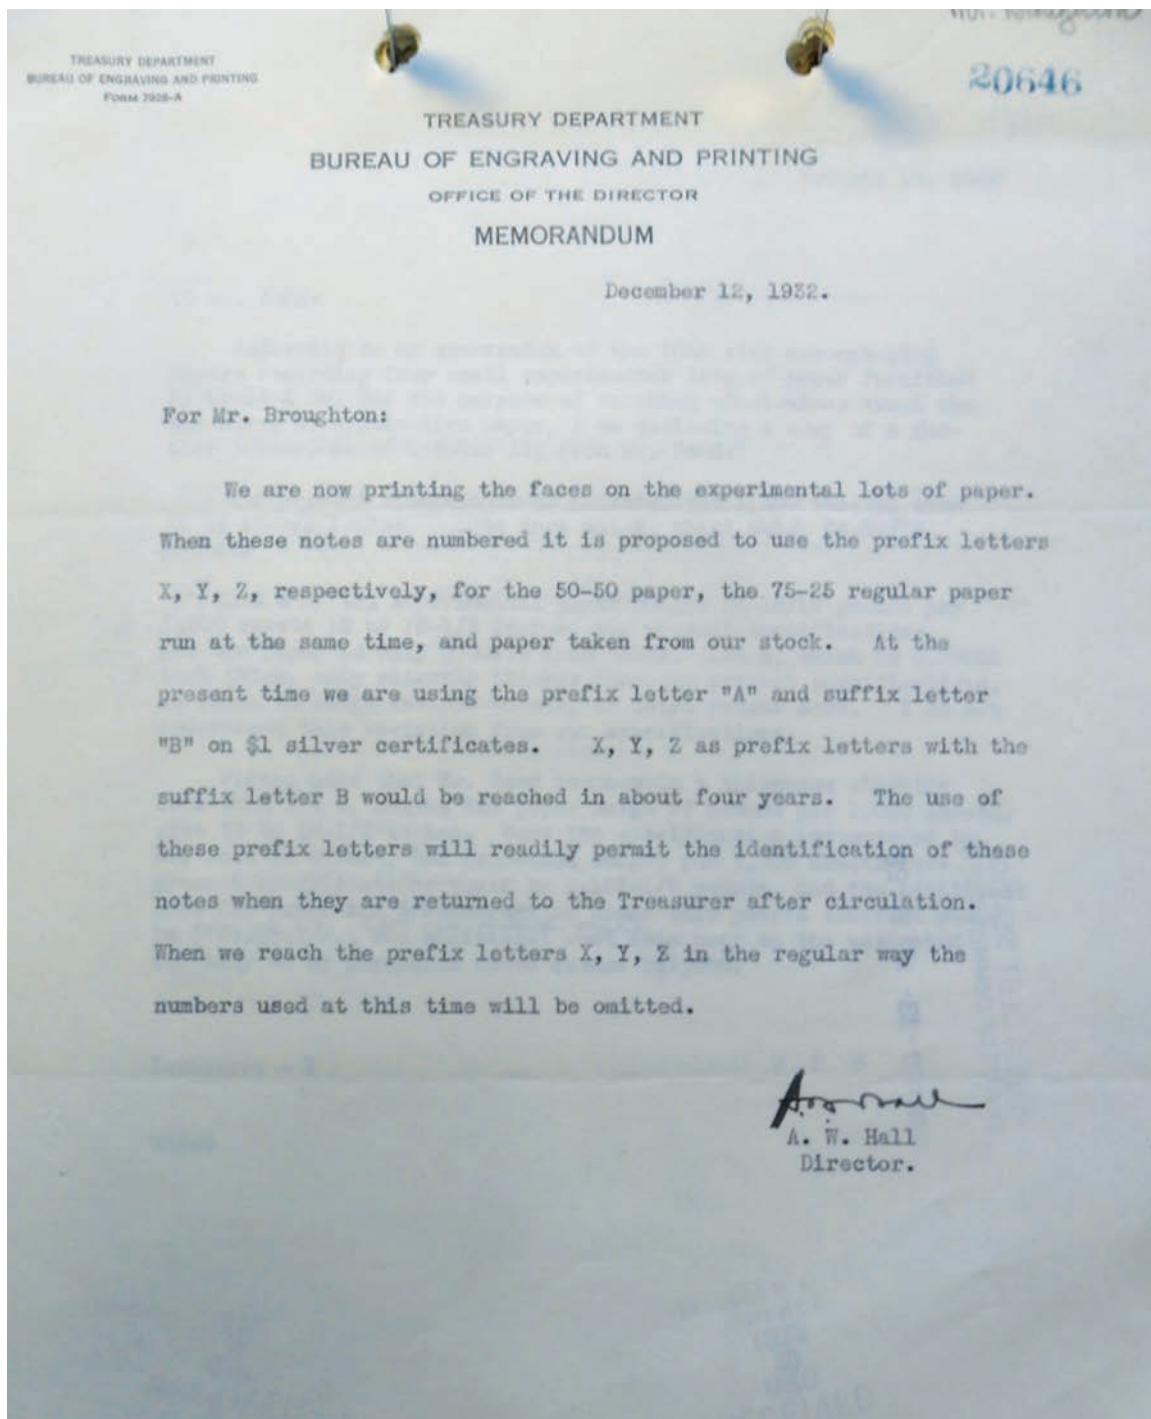 TREASURY DEPARTMENT
BUREAU OF ENGRAVING AND PRINTING
20646
TREASURY DEPARTMENT
BUREAU OF ENGRAVING AND PRINTING
OFFICE OF THE DIRECTOR
MEMORANDUM
December 12, 1932.
For Mr. Broughton:
We are now printing the faces on the experimental lots of paper.
When these notes are numbered it is proposed to use the prefix letters
X, Y, Z, respectively, for the 50-50 paper, the 75-25 regular paper
run at the same time, and paper taken from our stock. At the
present time we are using the prefix letter "A" and suffix letter
"B" on $1 silver certificates. X, Y, Z as prefix letters with the
suffix letter B would be reached in about four years. The use of
these prefix letters will readily permit the identification of these
notes when they are returned to the Treasurer after circulation.
When we reach the prefix letters X, Y, Z in the regular way the
numbers used at this time will be omitted.
A. W. Hall
Director.